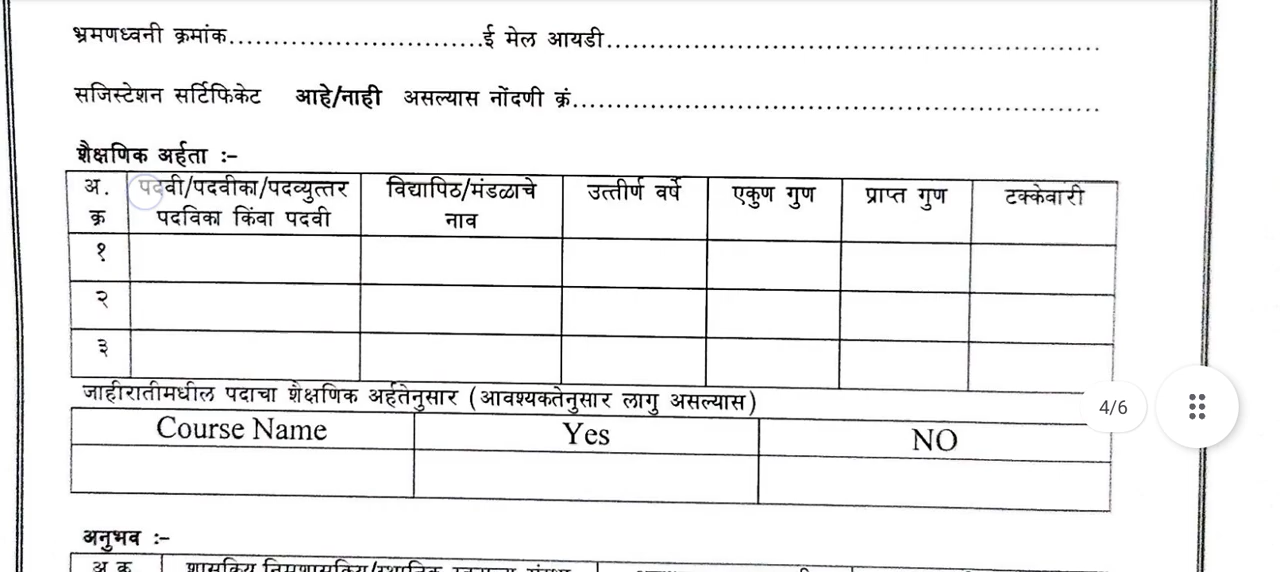 भ्रमणध्वनी क्रमांक............................ई मेल आयडी.......................................................
सजिस्टेशन सर्टिफिकेट आहे/नाही असल्यास नोंदणी क्रं..........................................................
शैक्षणिक अर्हता :-
अ. क्र पदवी/पदवीका/पदव्युत्तर पदविका किंवा पदवी विद्यापिठ/मंडळाचे नाव उत्तीर्ण वर्षे एकुण गुण प्राप्त गुण टक्केवारी
१
२
३
जाहीरातीमधील पदाचा शैक्षणिक अर्हतेनुसार (आवश्यकतेनुसार लागु असल्यास)
4/6
Course Name Yes NO
अनुभव :-
अ.क्र